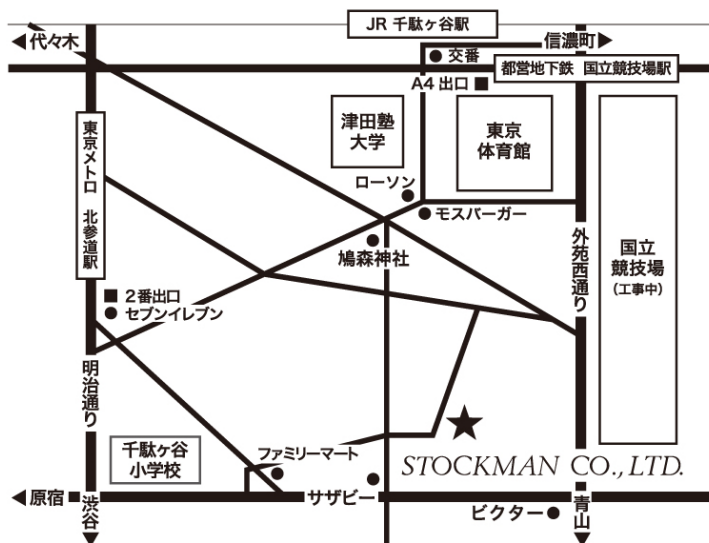 JR 千駄ヶ谷駅
代々木
信濃町
交番
都営地下鉄 国立競技場駅
A4 出口
津田塾
大学
東京
体育館
東京メトロ 北参道駅
ローソン
モスバーガー
鳩森神社
外苑西通り
国立
競技場
(工事中)
2番出口
セブンイレブン
明治通り
千駄ヶ谷
小学校
ファミリーマート
STOCKMAN CO., LTD.
原宿
渋谷
サザビー
ビクター
青山